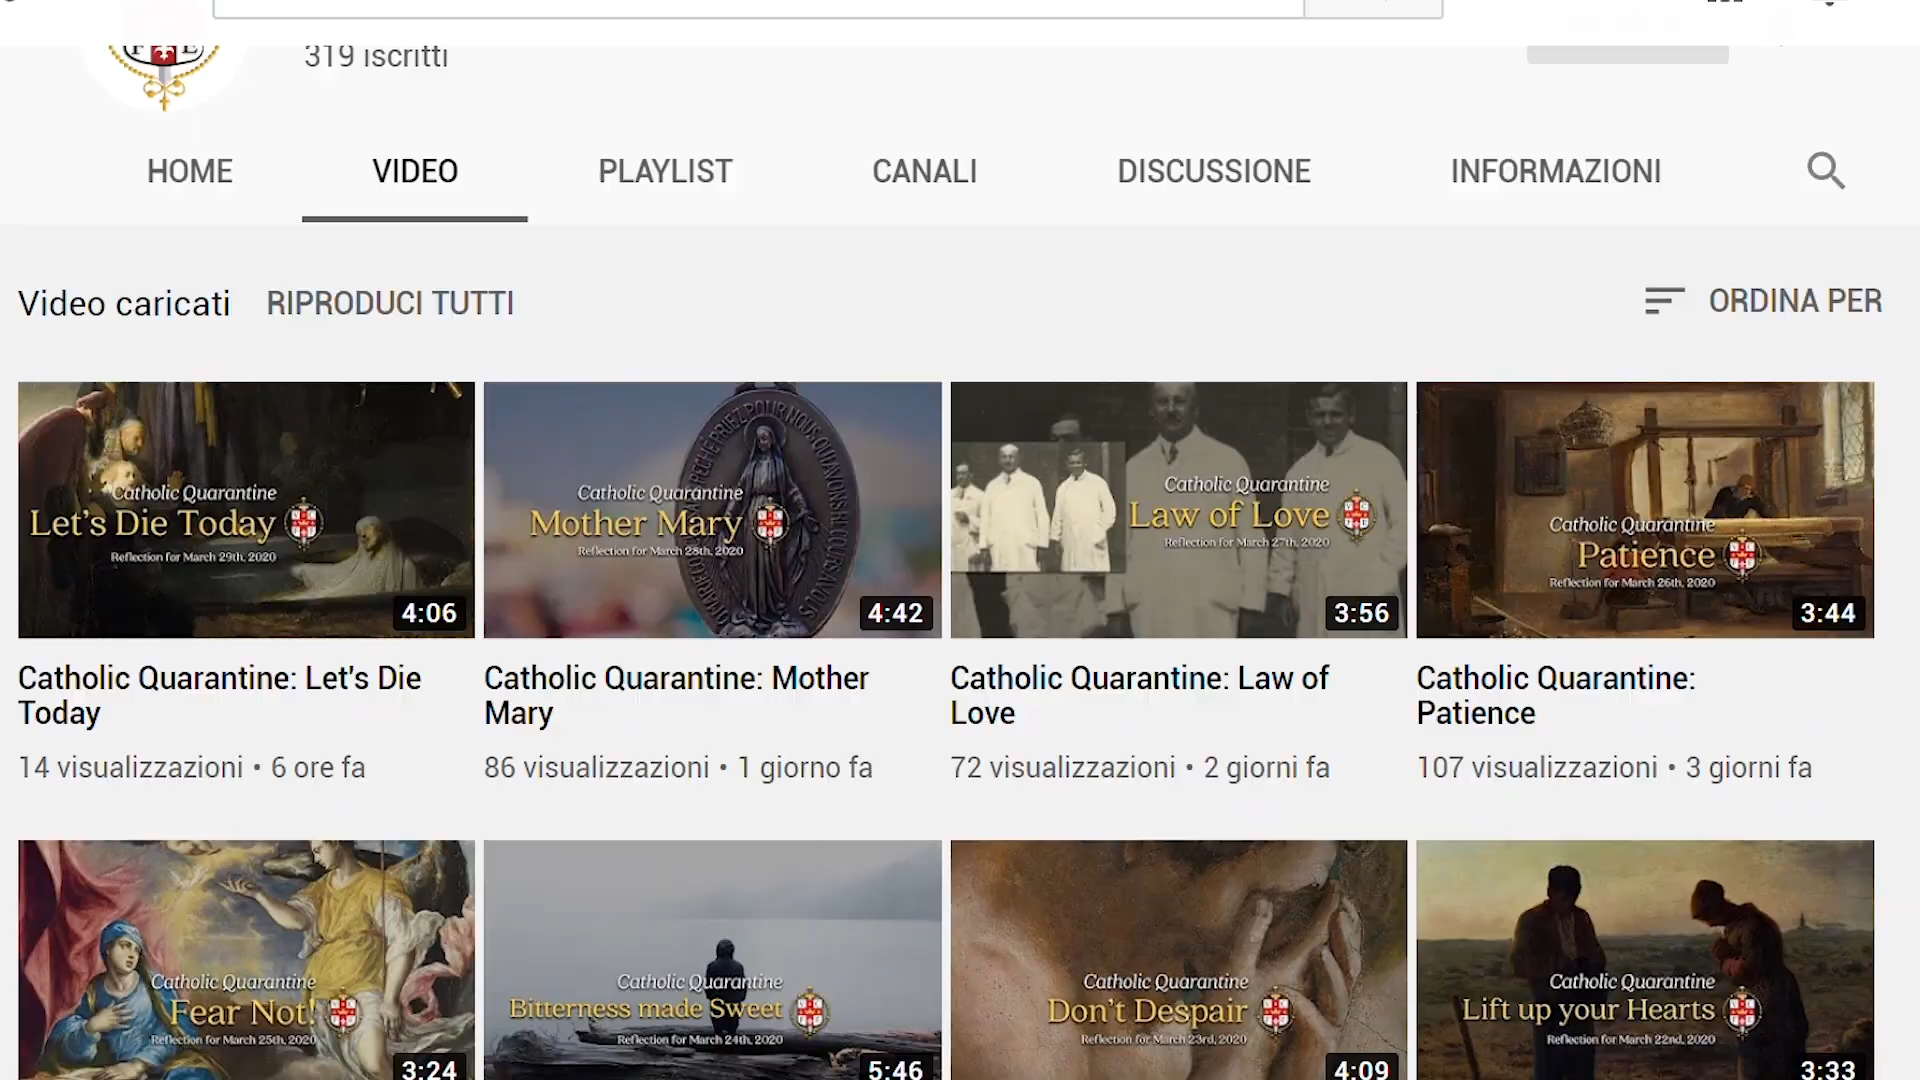 319 iscritti
HOME
VIDEO
PLAYLIST
CANALI
DISCUSSIONE
INFORMAZIONI
Video caricati
RIPRODUCI TUTTI
ORDINA PER
Catholic Quarantine
Let's Die Today
Reflection for March 29th, 2020
4:06
Catholic Quarantine
Mother Mary
Reflection for March 28th, 2020
4:42
Catholic Quarantine
Law of Love
Reflection for March 27th, 2020
3:56
Catholic Quarantine
Patience
Reflection for March 26th, 2020
3:44
Catholic Quarantine: Let's Die
Today
14 visualizzazioni • 6 ore fa
Catholic Quarantine: Mother
Mary
86 visualizzazioni • 1 giorno fa
Catholic Quarantine: Law of
Love
72 visualizzazioni • 2 giorni fa
Catholic Quarantine:
Patience
107 visualizzazioni • 3 giorni fa
Catholic Quarantine
Fear Not!
Reflection for March 25th, 2020
3:24
Catholic Quarantine
Bitterness made Sweet
Reflection for March 24th, 2020
5:46
Catholic Quarantine
Don't Despair
Reflection for March 23rd, 2020
4:09
Catholic Quarantine
Lift up your Hearts
Reflection for March 22nd, 2020
3:33